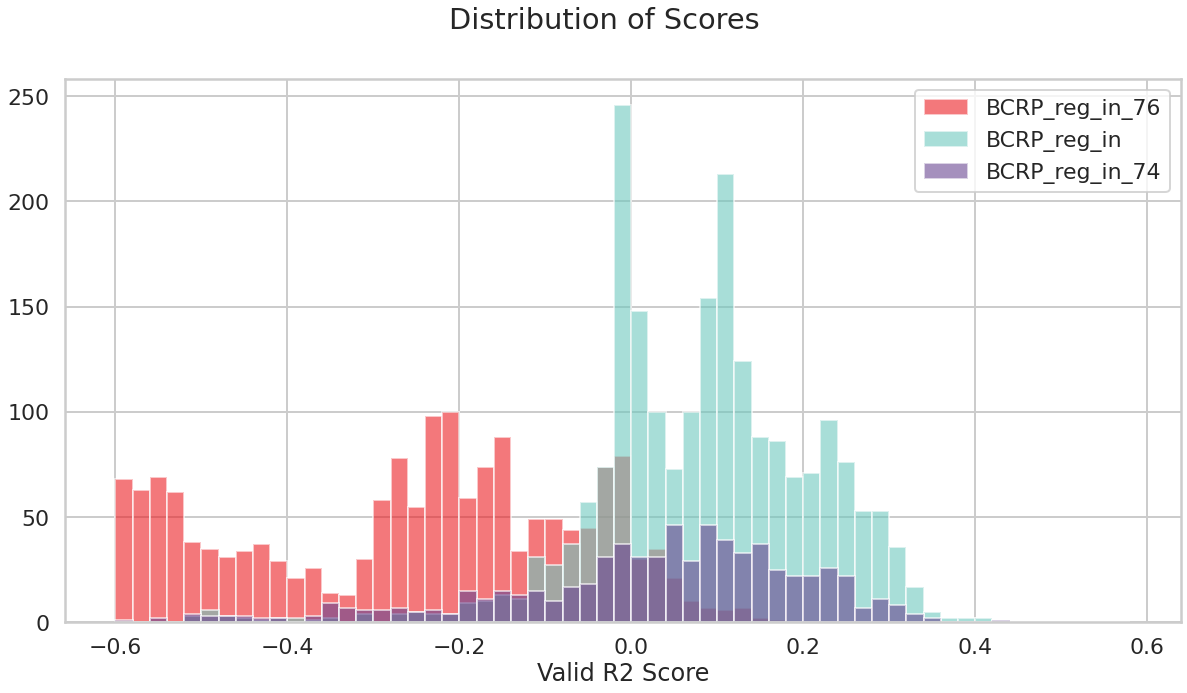 Distribution of Scores
250
200
150
100
50
0
BCRP_reg_in_76
BCRP_reg_in
BCRP_reg_in_74
−0.6 −0.4 −0.2 0.0 0.2 0.4 0.6
Valid R2 Score